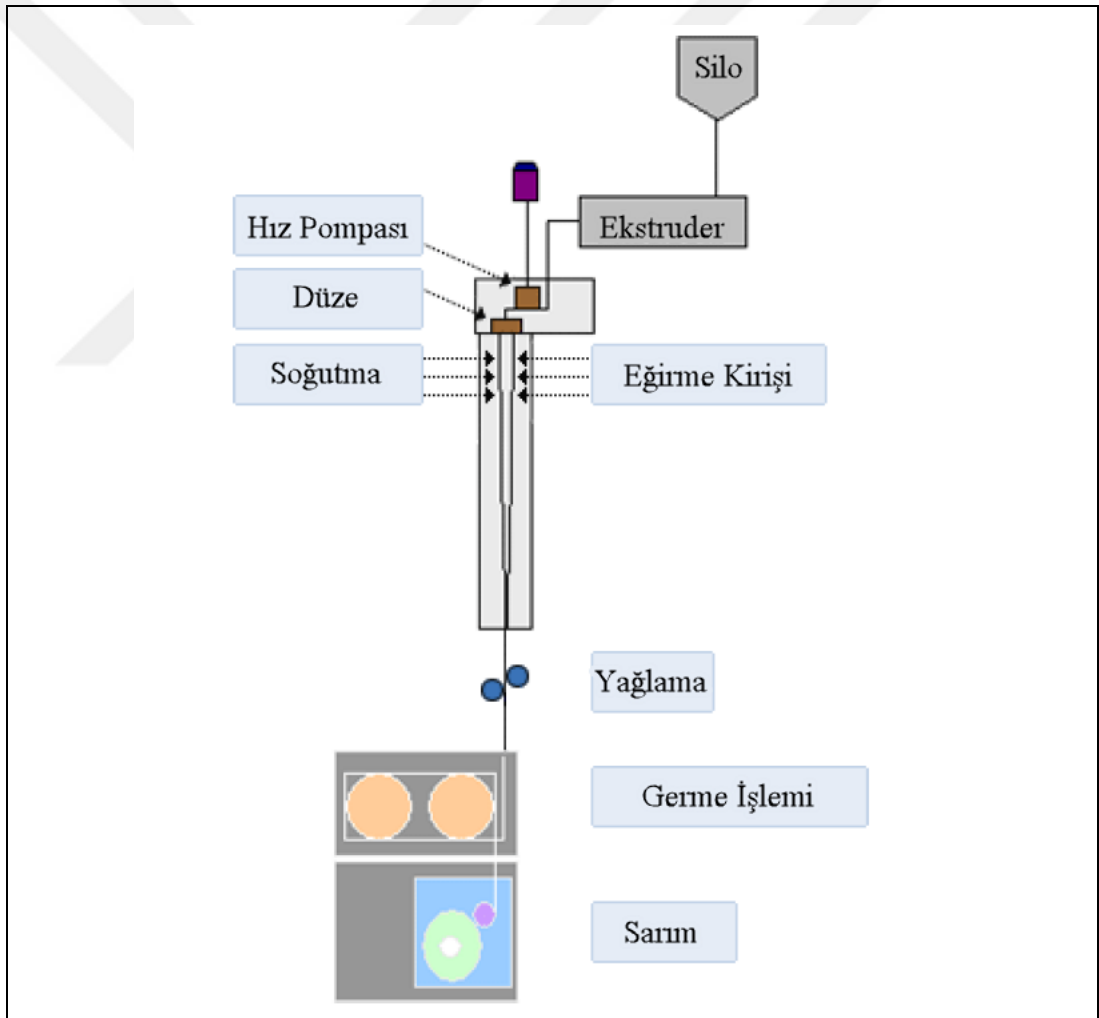 Silo
Ekstruder
Hız Pompası
Düze
Soğutma
Eğirme Kirişi
Yağlama
Germe İşlemi
Sarım